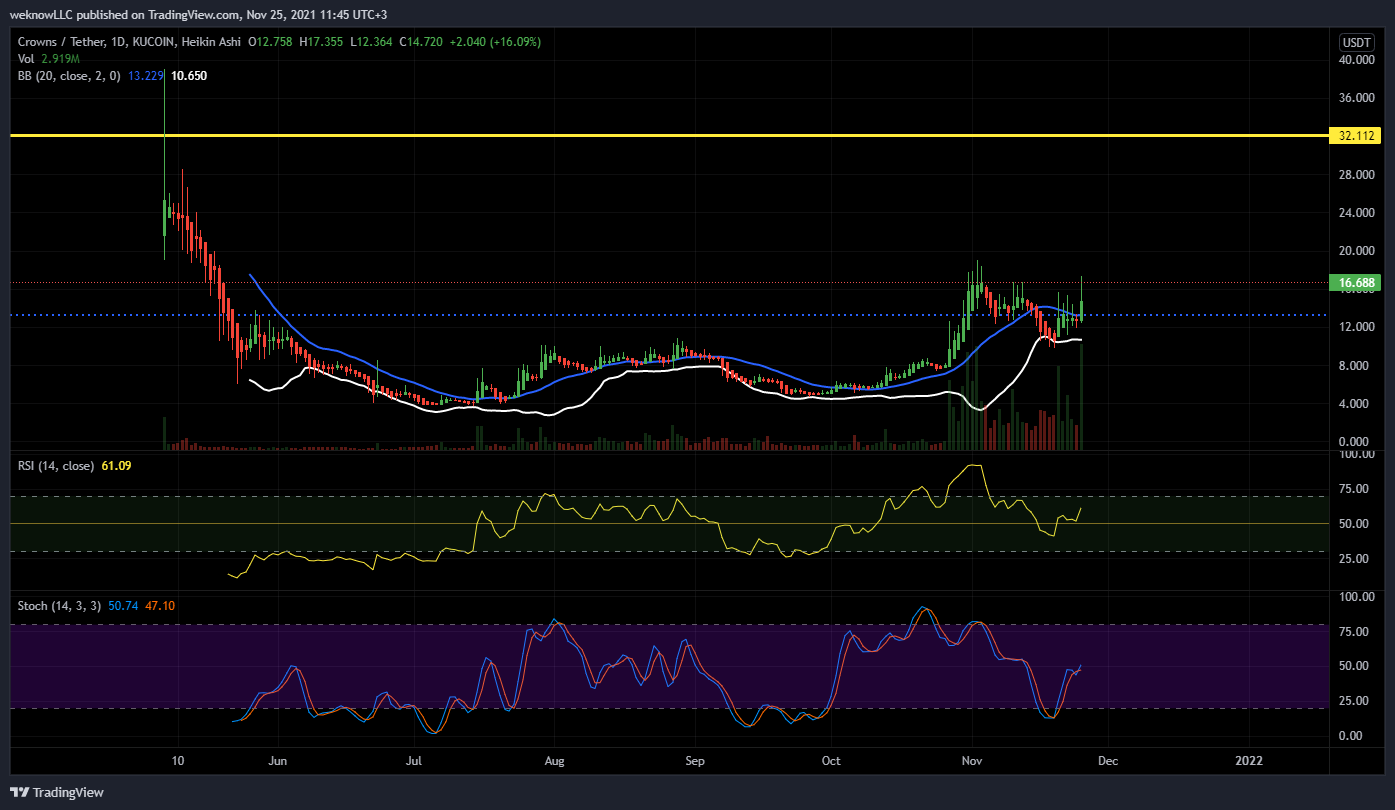 weknowLLC published on TradingView.com, Nov 25, 2021 11:45 UTC+3
Crowns / Tether, 1D, KUCOIN, Heikin Ashi O12.758 H17.355 L12.364 C14.720 +2.040 (+16.09%)
USDT
Vol 2.919M
BB (20, close, 2, 0) 13.229 10.650
40.000
36.000
32.112
28.000
24.000
20.000
16.688
12.000
8.000
4.000
0.000
100.00
RSI (14, close) 61.09
75.00
50.00
25.00
100.00
Stoch (14, 3, 3) 50.74 47.10
75.00
50.00
25.00
0.00
10 Jun Jul Aug Sep Oct Nov Dec 2022
TradingView